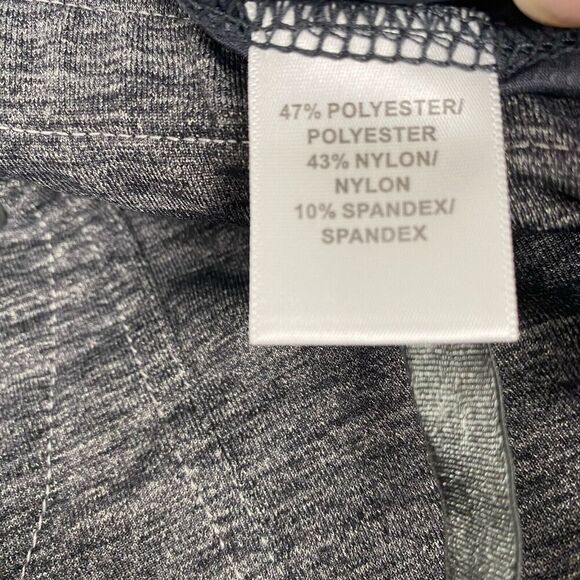 47% POLYESTER/
POLYESTER
43% NYLON/
NYLON
10% SPANDEX/
SPANDEX